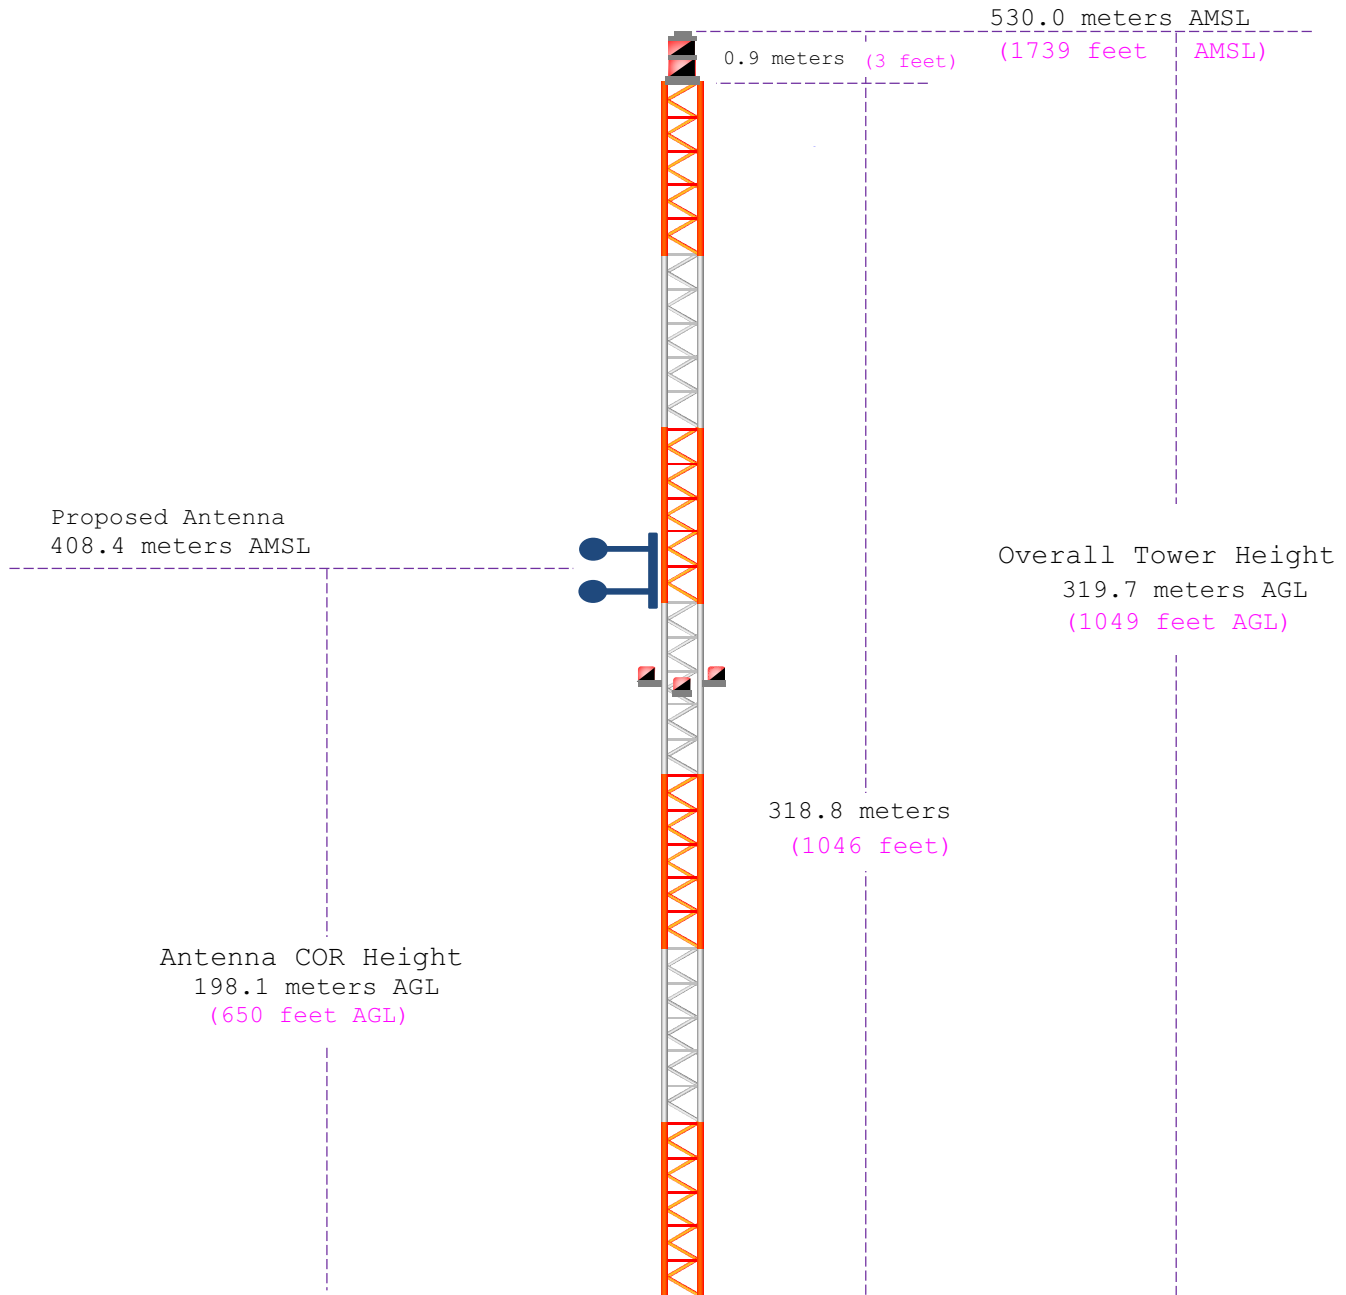 530.0 meters AMSL
(1739 feet AMSL)
0.9 meters (3 feet)
Proposed Antenna
408.4 meters AMSL
Overall Tower Height
319.7 meters AGL
(1049 feet AGL)
318.8 meters
(1046 feet)
Antenna COR Height
198.1 meters AGL
(650 feet AGL)